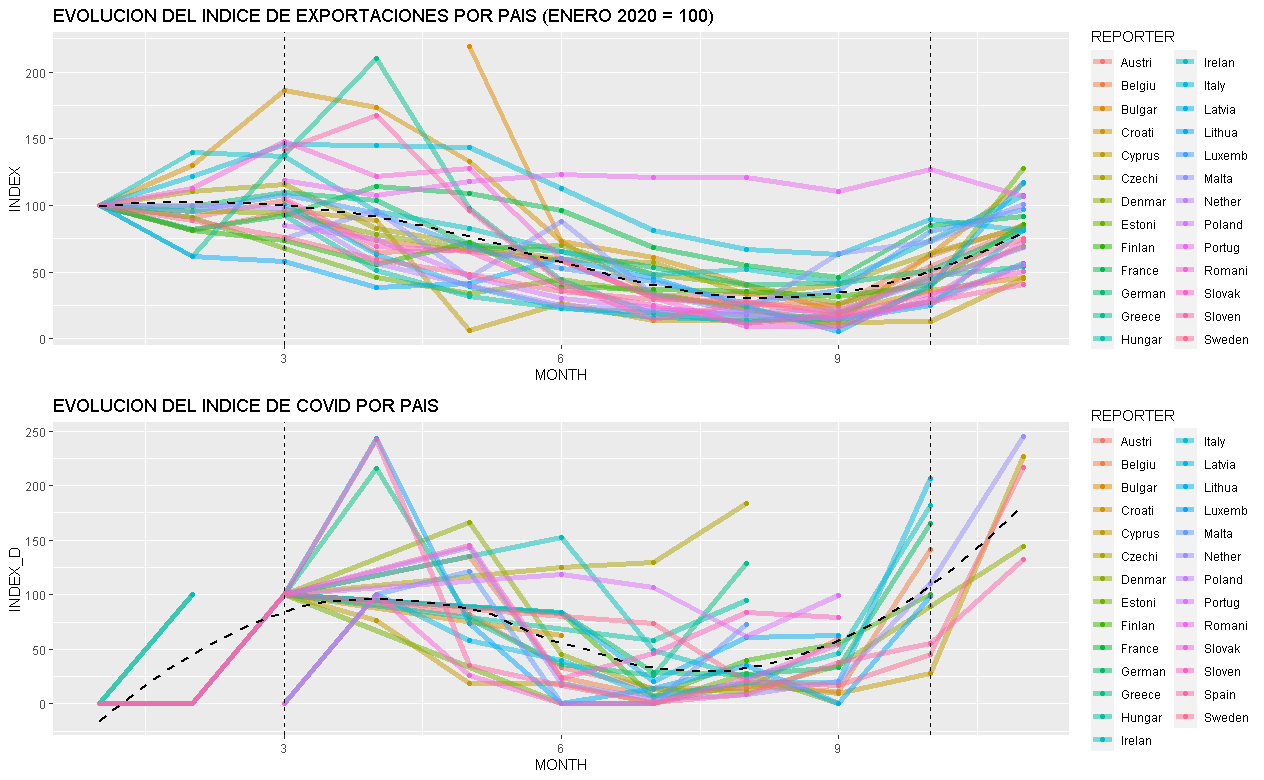 EVOLUCION DEL INDICE DE EXPORTACIONES POR PAIS (ENERO 2020 = 100)
INDEX
200
150
100
50
0
3
6
9
MONTH
REPORTER
Austri
Belgiu
Bulgar
Croati
Cyprus
Czech
Denmar
Estoni
Finlan
France
German
Greece
Hungar
Irelan
Italy
Latvia
Lithua
Luxemb
Malta
Nether
Poland
Portug
Romani
Slovak
Sloven
Sweden
EVOLUCION DEL INDICE DE COVID POR PAIS
INDEX_D
250
200
150
100
50
0
3
6
9
MONTH
REPORTER
Austri
Belgiu
Bulgar
Croati
Cyprus
Czech
Denmar
Estoni
Finlan
France
German
Greece
Hungar
Irelan
Italy
Latvia
Lithua
Luxemb
Malta
Nether
Poland
Portug
Romani
Slovak
Sloven
Spain
Sweden